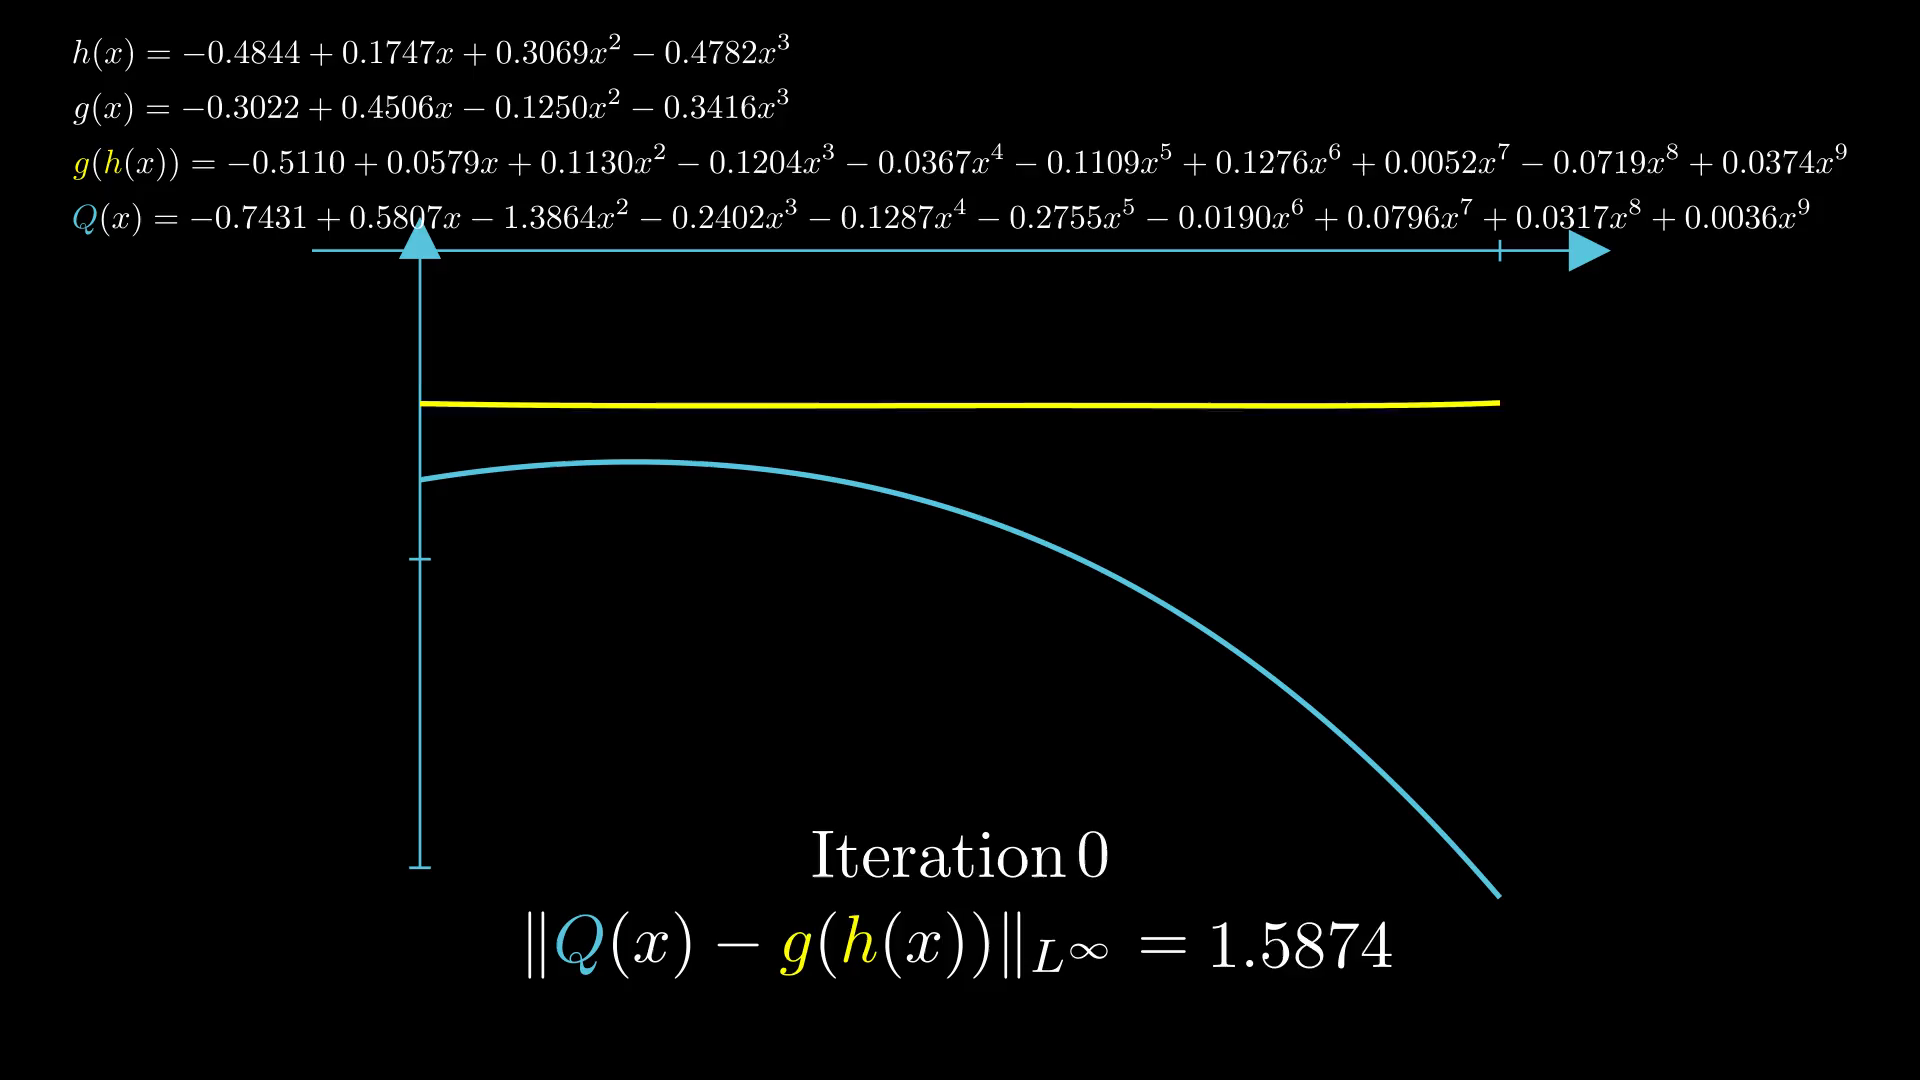 h(x) = −0.4844 + 0.1747x + 0.3069x² − 0.4782x³
g(x) = −0.3022 + 0.4506x − 0.1250x² − 0.3416x³
g(h(x)) = −0.5110 + 0.0579x + 0.1130x² − 0.1204x³ − 0.0367x⁴ − 0.1109x⁵ + 0.1276x⁶ + 0.0052x⁷ − 0.0719x⁸ + 0.0374x⁹
Q(x) = −0.7431 + 0.5807x − 1.3864x² − 0.2402x³ − 0.1287x⁴ − 0.2755x⁵ − 0.0190x⁶ + 0.0796x⁷ + 0.0317x⁸ + 0.0036x⁹
Iteration 0
‖Q(x) − g(h(x))‖_{L^∞} = 1.5874